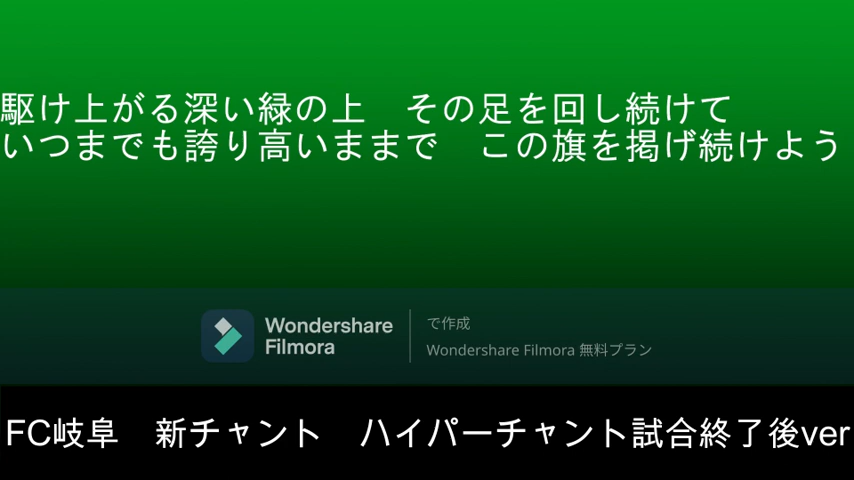 駆け上がる深い緑の上　その足を回し続けて
いつまでも誇り高いままで　この旗を掲げ続けよう
Wondershare
Filmora
で作成
Wondershare Filmora 無料プラン
FC岐阜　新チャント　ハイパーチャント試合終了後ver